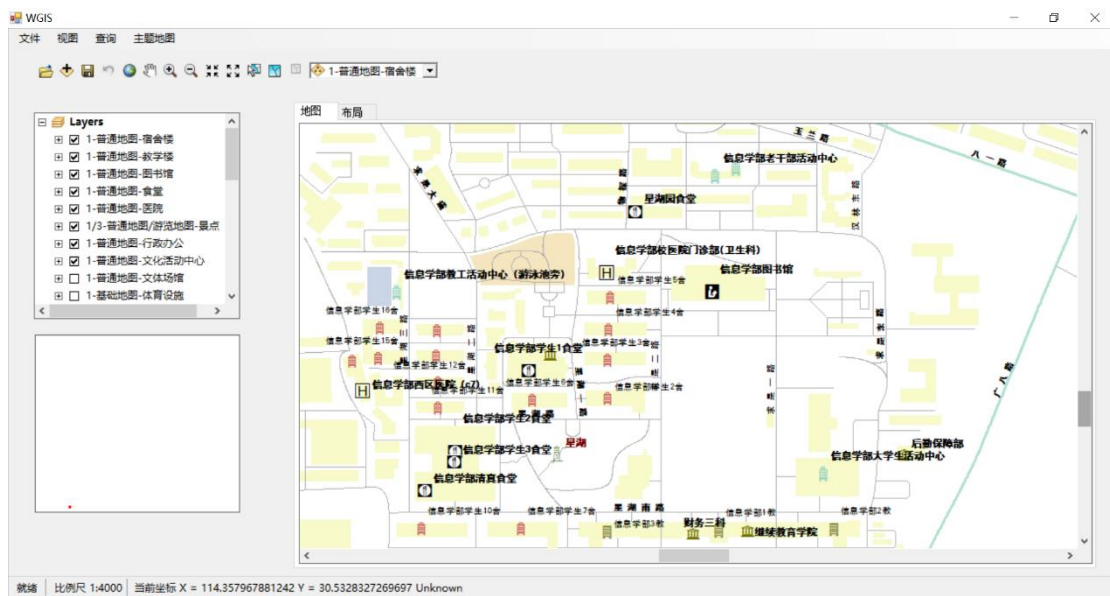 WGIS
文件 视图 查询 主题地图
1-普通地图-宿舍楼
Layers
1-普通地图-宿舍楼
1-普通地图-教学楼
1-普通地图-图书馆
1-普通地图-食堂
1-普通地图-医院
1/3-普通地图/游览地图-景点
1-普通地图-行政办公
1-普通地图-文化活动中心
1-普通地图-文体场馆
1-基础地图-体育设施
地图 布局
玉兰路
八一路
信息学部老干部活动中心
星湖园食堂
信息学部校医院门诊部(卫生科)
信息学部教工活动中心（游泳池旁）
信息学部图书馆
信息学部学生5舍
信息学部学生16舍
信息学部学生4舍
信息学部学生15舍
信息学部学生1食堂
信息学部学生3舍
信息学部学生12舍
信息学部西区医院（c7）
信息学部学生11舍
信息学部学生6舍
信息学部学生2舍
信息学部学生2食堂
星湖
信息学部学生3食堂
广八路
后勤保障部
信息学部大学生活动中心
信息学部清真食堂
信息学部学生10舍
信息学部学生7舍
星湖南路
信息学部3教
财务三科
信息学部1教
继续教育学院
信息学部2教
就绪 比例尺 1:4000 当前坐标 X = 114.357967881242 Y = 30.5328327269697 Unknown